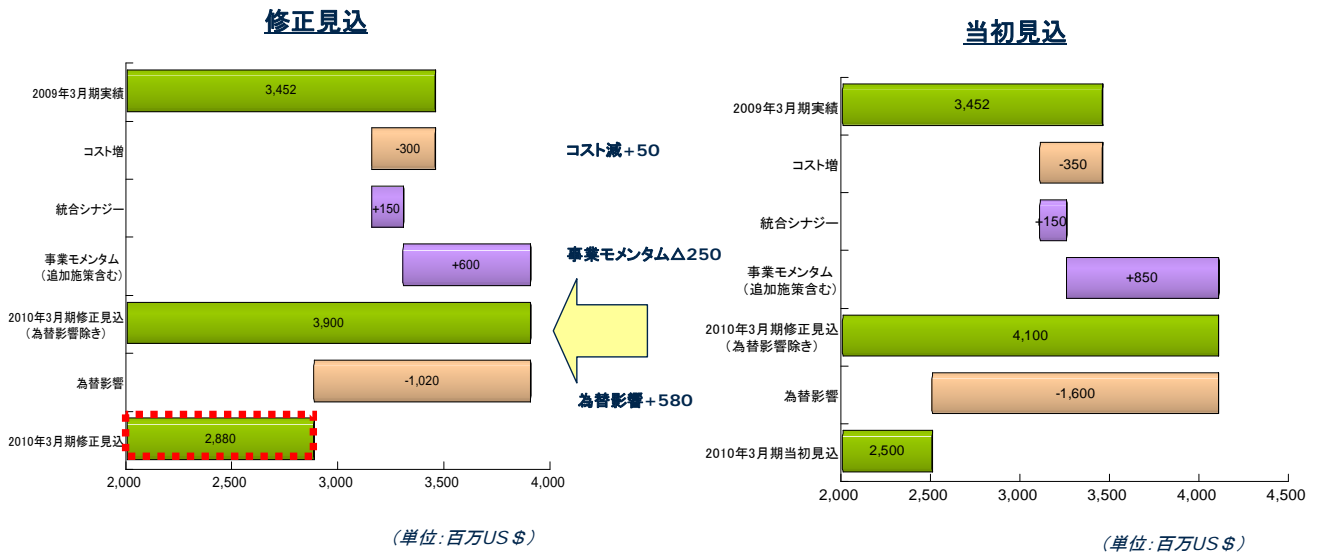 修正見込
2009年3月期実績
3,452
コスト増
-300
統合シナジー
+150
事業モメンタム
(追加施策含む)
+600
2010年3月期修正見込
(為替影響除き)
3,900
為替影響
-1,020
2010年3月期修正見込
2,880
2,000
2,500
3,000
3,500
4,000
(単位:百万US$)
コスト減+50
事業モメンタム△250
為替影響+580
当初見込
2009年3月期実績
3,452
コスト増
-350
統合シナジー
+150
事業モメンタム
(追加施策含む)
+850
2010年3月期修正見込
(為替影響除き)
4,100
為替影響
-1,600
2010年3月期当初見込
2,500
2,000
2,500
3,000
3,500
4,000
4,500
(単位:百万US$)